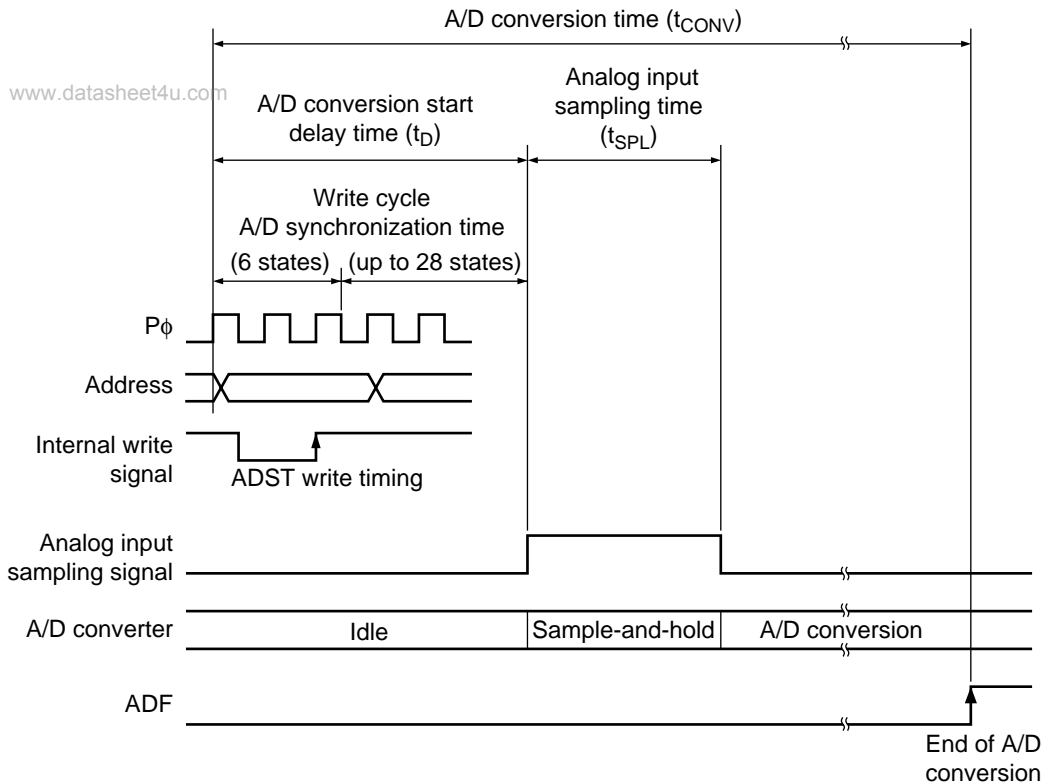 A/D conversion time (tCONV)
www.datasheet4u.com
A/D conversion start
delay time (tD)
Analog input
sampling time
(tSPL)
Write cycle
A/D synchronization time
(6 states) (up to 28 states)
Pϕ
Address
Internal write
signal
ADST write timing
Analog input
sampling signal
A/D converter
Idle
Sample-and-hold
A/D conversion
ADF
End of A/D
conversion